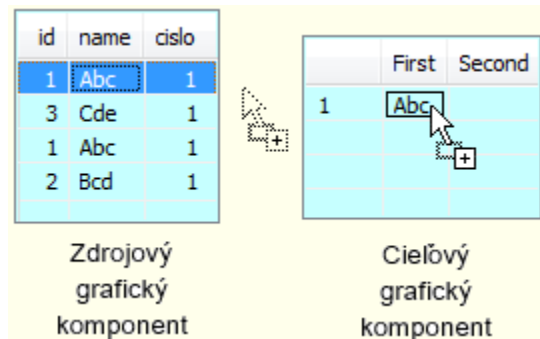 id name cislo
1 Abc 1
3 Cde 1
1 Abc 1
2 Bcd 1
First Second
1 Abc
Zdrojový
grafický
komponent
Cieľový
grafický
komponent